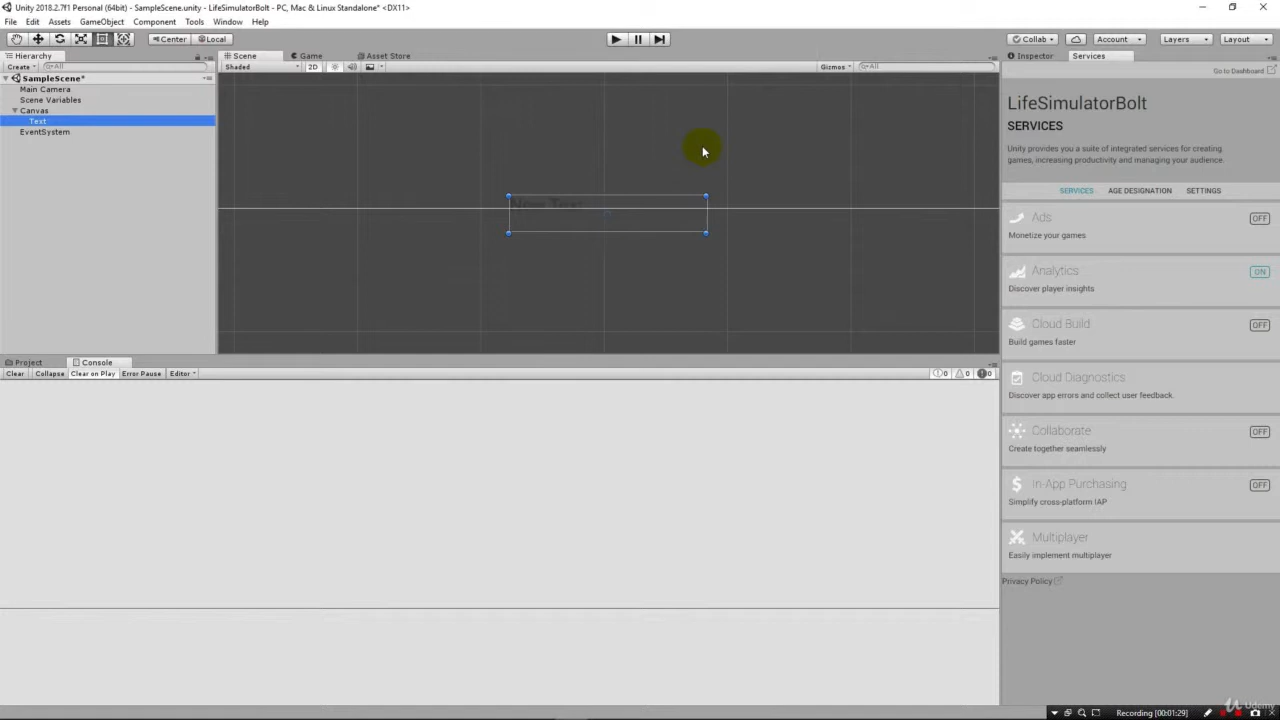 Unity 2018.2.7f1 Personal (64bit) - SampleScene.unity - LifeSimulatorBolt - PC, Mac & Linux Standalone* <DX11>
File Edit Assets GameObject Component Tools Window Help
Center Local Collab Account Layers Layout
Hierarchy Scene Game Asset Store Inspector Services
Create All Shaded 2D Gizmos All Go to Dashboard
SampleScene*
Main Camera
Scene Variables
Canvas
Text
EventSystem
New Text
LifeSimulatorBolt
SERVICES
Unity provides you a suite of integrated services for creating
games, increasing productivity and managing your audience.
SERVICES AGE DESIGNATION SETTINGS
Ads OFF
Monetize your games
Analytics ON
Discover player insights
Cloud Build OFF
Build games faster
Cloud Diagnostics
Discover app errors and collect user feedback.
Collaborate OFF
Create together seamlessly
In-App Purchasing OFF
Simplify cross-platform IAP
Multiplayer
Easily implement multiplayer
Privacy Policy
Project Console
Clear Collapse Clear on Play Error Pause Editor 0 0 0
Udemy
Recording [00:01:29]